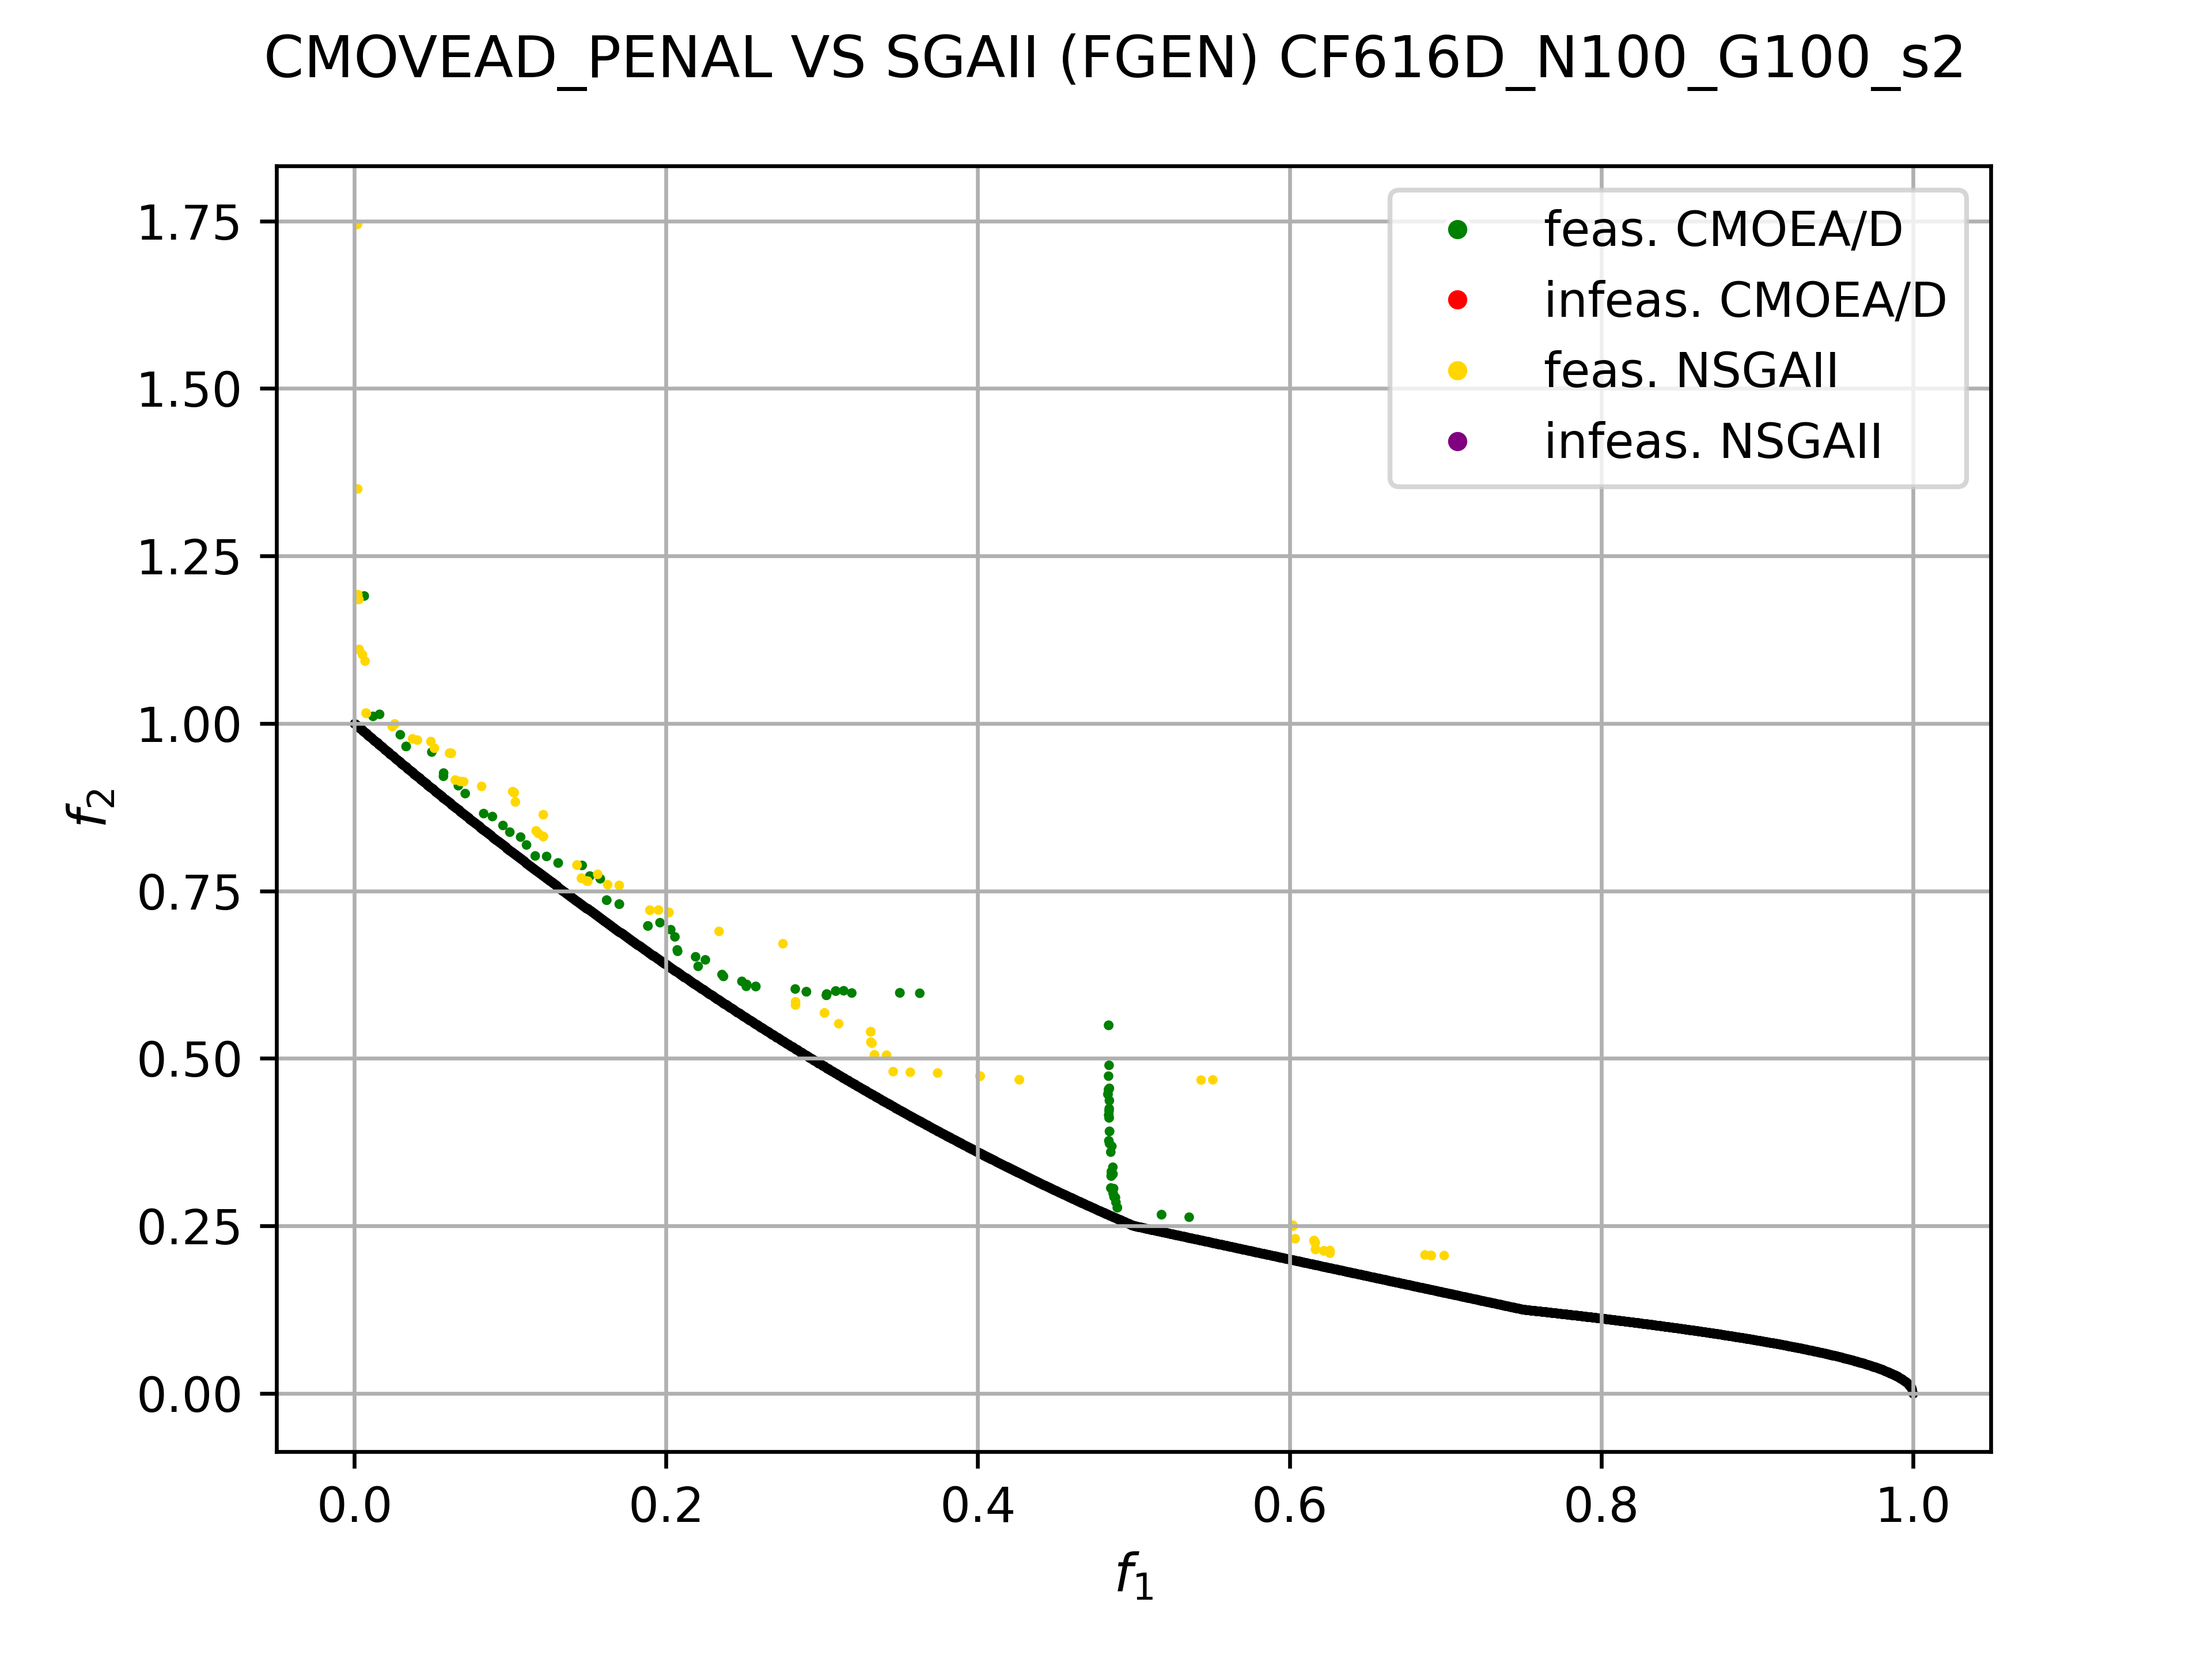 CMOVEAD_PENAL VS SGAII (FGEN) CF616D_N100_G100_s2
feas. CMOEA/D
infeas. CMOEA/D
feas. NSGAII
infeas. NSGAII
1.75
1.50
1.25
1.00
0.75
0.50
0.25
0.00
f2
0.0 0.2 0.4 0.6 0.8 1.0
f1